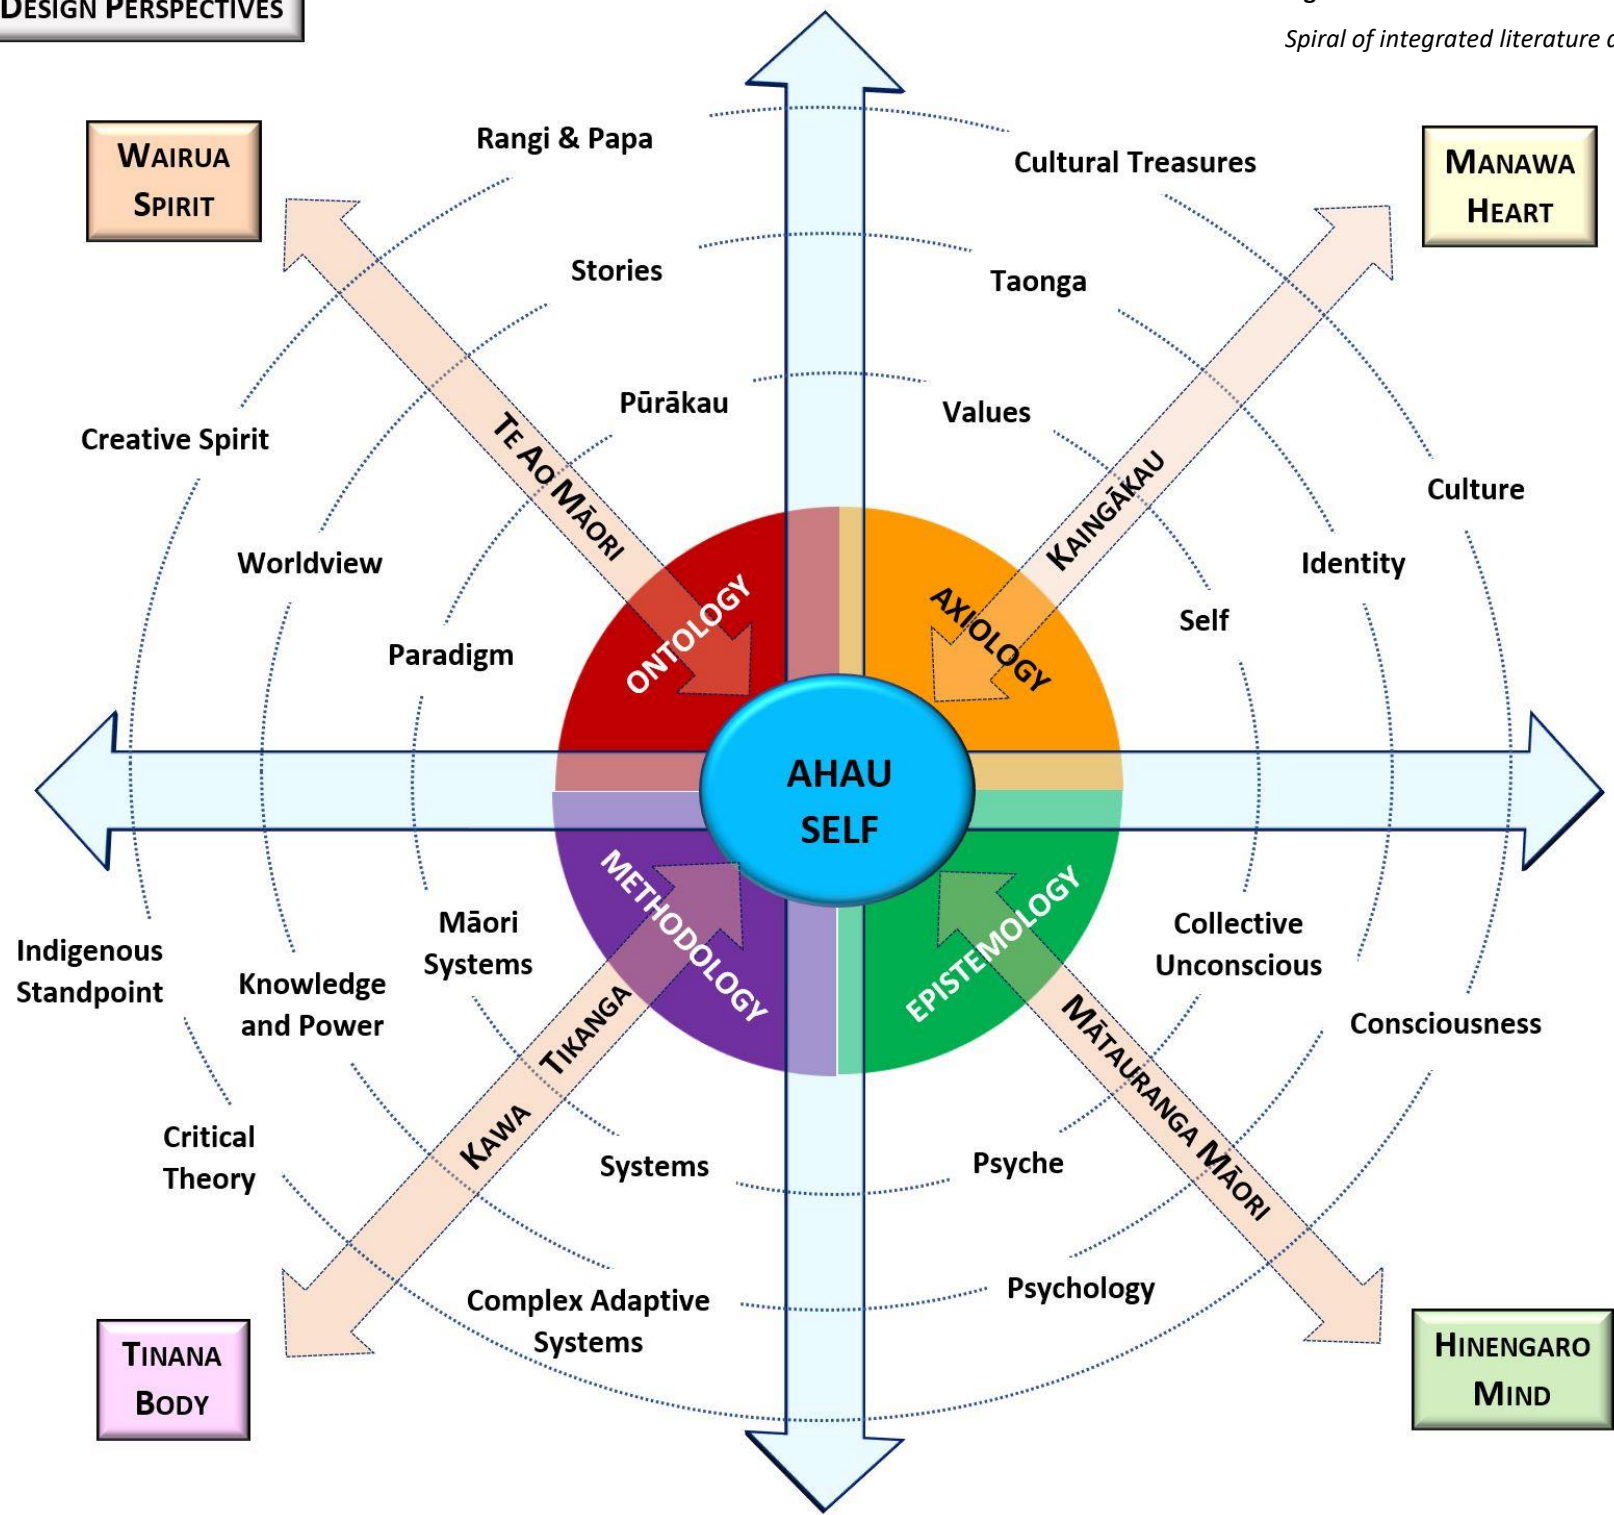 DESIGN PERSPECTIVES
Spiral of integrated literature
WAIRUA
SPIRIT
MANAWA
HEART
Rangi & Papa
Cultural Treasures
Stories
Taonga
Pūrākau
Values
Creative Spirit
TE AO MĀORI
KAINGĀKAU
Culture
Worldview
Identity
Paradigm
Self
ONTOLOGY
AXIOLOGY
AHAU
SELF
METHODOLOGY
EPISTEMOLOGY
Indigenous
Standpoint
Knowledge
and Power
Māori
Systems
Collective
Unconscious
Consciousness
KAWA TIKANGA
MĀTAURANGA MĀORI
Critical
Theory
Systems
Psyche
Complex Adaptive
Systems
Psychology
TINANA
BODY
HINENGARO
MIND